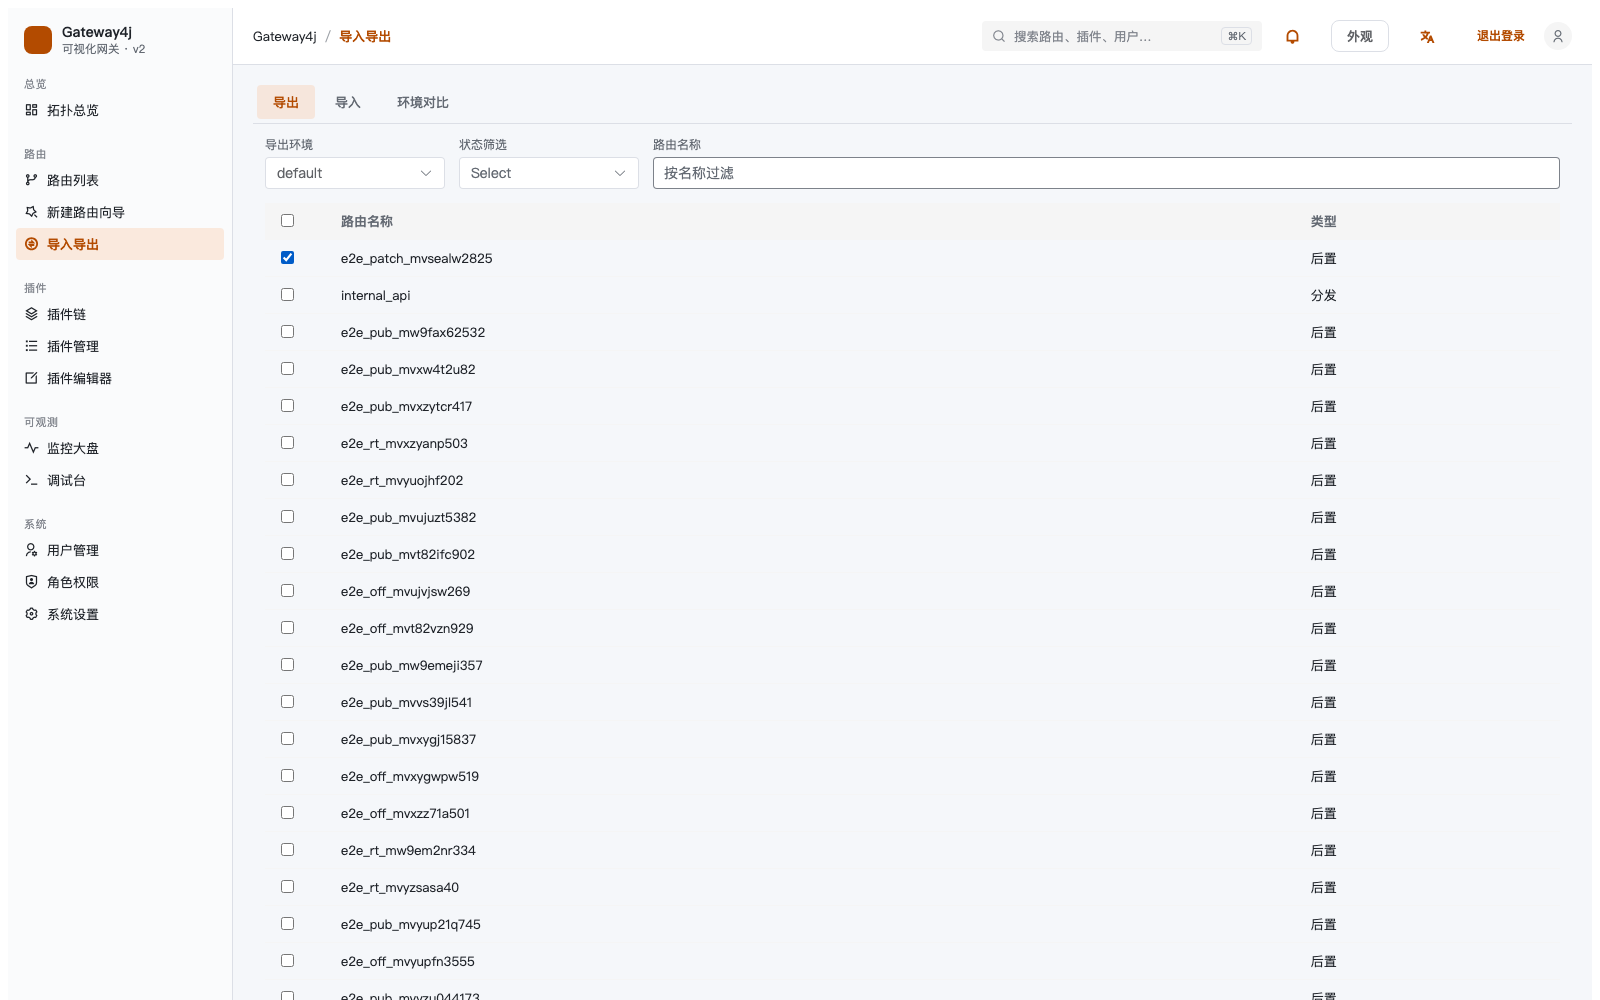 Gateway4j
可视化网关 · v2
总览
拓扑总览
路由
路由列表
新建路由向导
导入导出
插件
插件链
插件管理
插件编辑器
可观测
监控大盘
调试台
系统
用户管理
角色权限
系统设置
Gateway4j / 导入导出
搜索路由、插件、用户... ⌘K
外观
退出登录
导出 导入 环境对比
导出环境 状态筛选 路由名称
default Select 按名称过滤
路由名称 类型
e2e_patch_mvsealw2825 后置
internal_api 分发
e2e_pub_mw9fax62532 后置
e2e_pub_mvxw4t2u82 后置
e2e_pub_mvxzytcr417 后置
e2e_rt_mvxzyanp503 后置
e2e_rt_mvyuojhf202 后置
e2e_pub_mvujuzt5382 后置
e2e_pub_mvt82ifc902 后置
e2e_off_mvujvjsw269 后置
e2e_off_mvt82vzn929 后置
e2e_pub_mw9emeji357 后置
e2e_pub_mvvs39jl541 后置
e2e_pub_mvxygj15837 后置
e2e_off_mvxygwpw519 后置
e2e_off_mvxzz71a501 后置
e2e_rt_mw9em2nr334 后置
e2e_rt_mvyzsasa40 后置
e2e_pub_mvyup21q745 后置
e2e_off_mvyupfn3555 后置
e2e_pub_mvyzu044173 后置